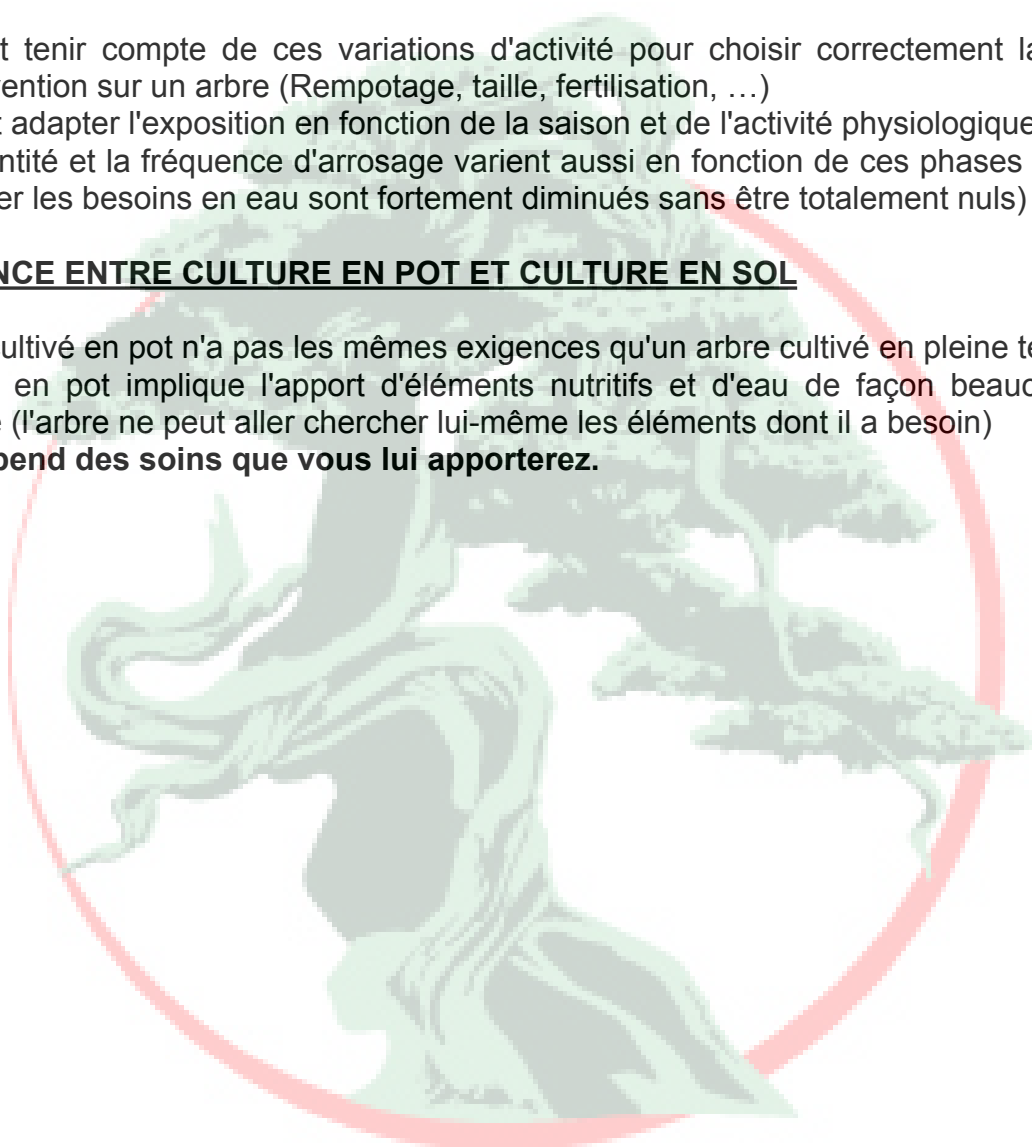 t tenir compte de ces variations d'activité pour choisir correctement la
vention sur un arbre (Rempotage, taille, fertilisation, …)
t adapter l'exposition en fonction de la saison et de l'activité physiologique
ntité et la fréquence d'arrosage varient aussi en fonction de ces phases
er les besoins en eau sont fortement diminués sans être totalement nuls)
NCE ENTRE CULTURE EN POT ET CULTURE EN SOL
ultivé en pot n'a pas les mêmes exigences qu'un arbre cultivé en pleine te
en pot implique l'apport d'éléments nutritifs et d'eau de façon beauc
(l'arbre ne peut aller chercher lui-même les éléments dont il a besoin)
pend des soins que vous lui apporterez.